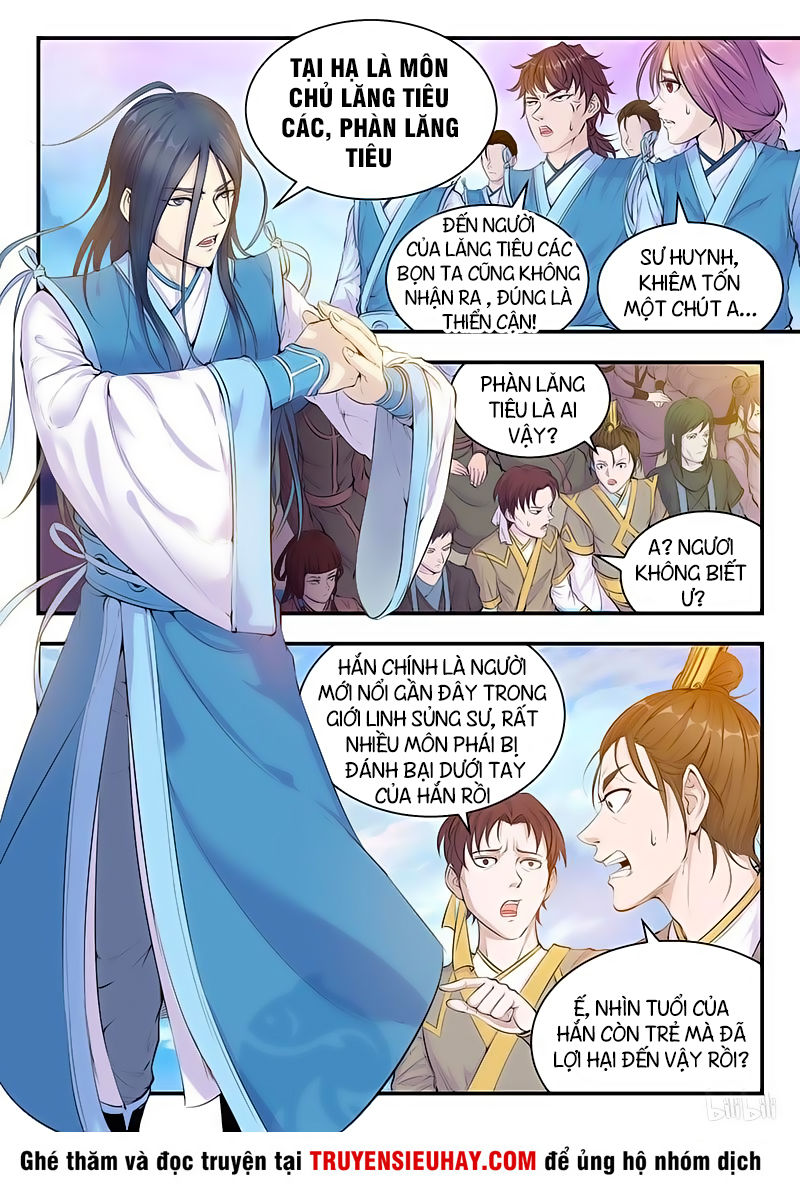 TẠI HẠ LÀ MÔN
CHỦ LĂNG TIÊU
CÁC, PHÀN LĂNG
TIÊU
ĐẾN NGƯỜI
CỦA LĂNG TIÊU CÁC
BỌN TA CŨNG KHÔNG
NHẬN RA , ĐÚNG LÀ
THIỂN CẬN!
SƯ HUYNH,
KHIÊM TỐN
MỘT CHÚT A...
PHÀN LĂNG
TIÊU LÀ AI
VẬY?
A? NGƯƠI
KHÔNG BIẾT
Ư?
HẮN CHÍNH LÀ NGƯỜI
MỚI NỔI GẦN ĐÂY TRONG
GIỚI LINH SỦNG SƯ, RẤT
NHIỀU MÔN PHÁI BỊ
ĐÁNH BẠI DƯỚI TAY
CỦA HẮN RỒI
Ế, NHÌN TUỔI CỦA
HẮN CÒN TRẺ MÀ ĐÃ
LỢI HẠI ĐẾN VẬY RỒI?
bilibili
Ghé thăm và đọc truyện tại TRUYENSIEUHAY.COM để ủng hộ nhóm dịch